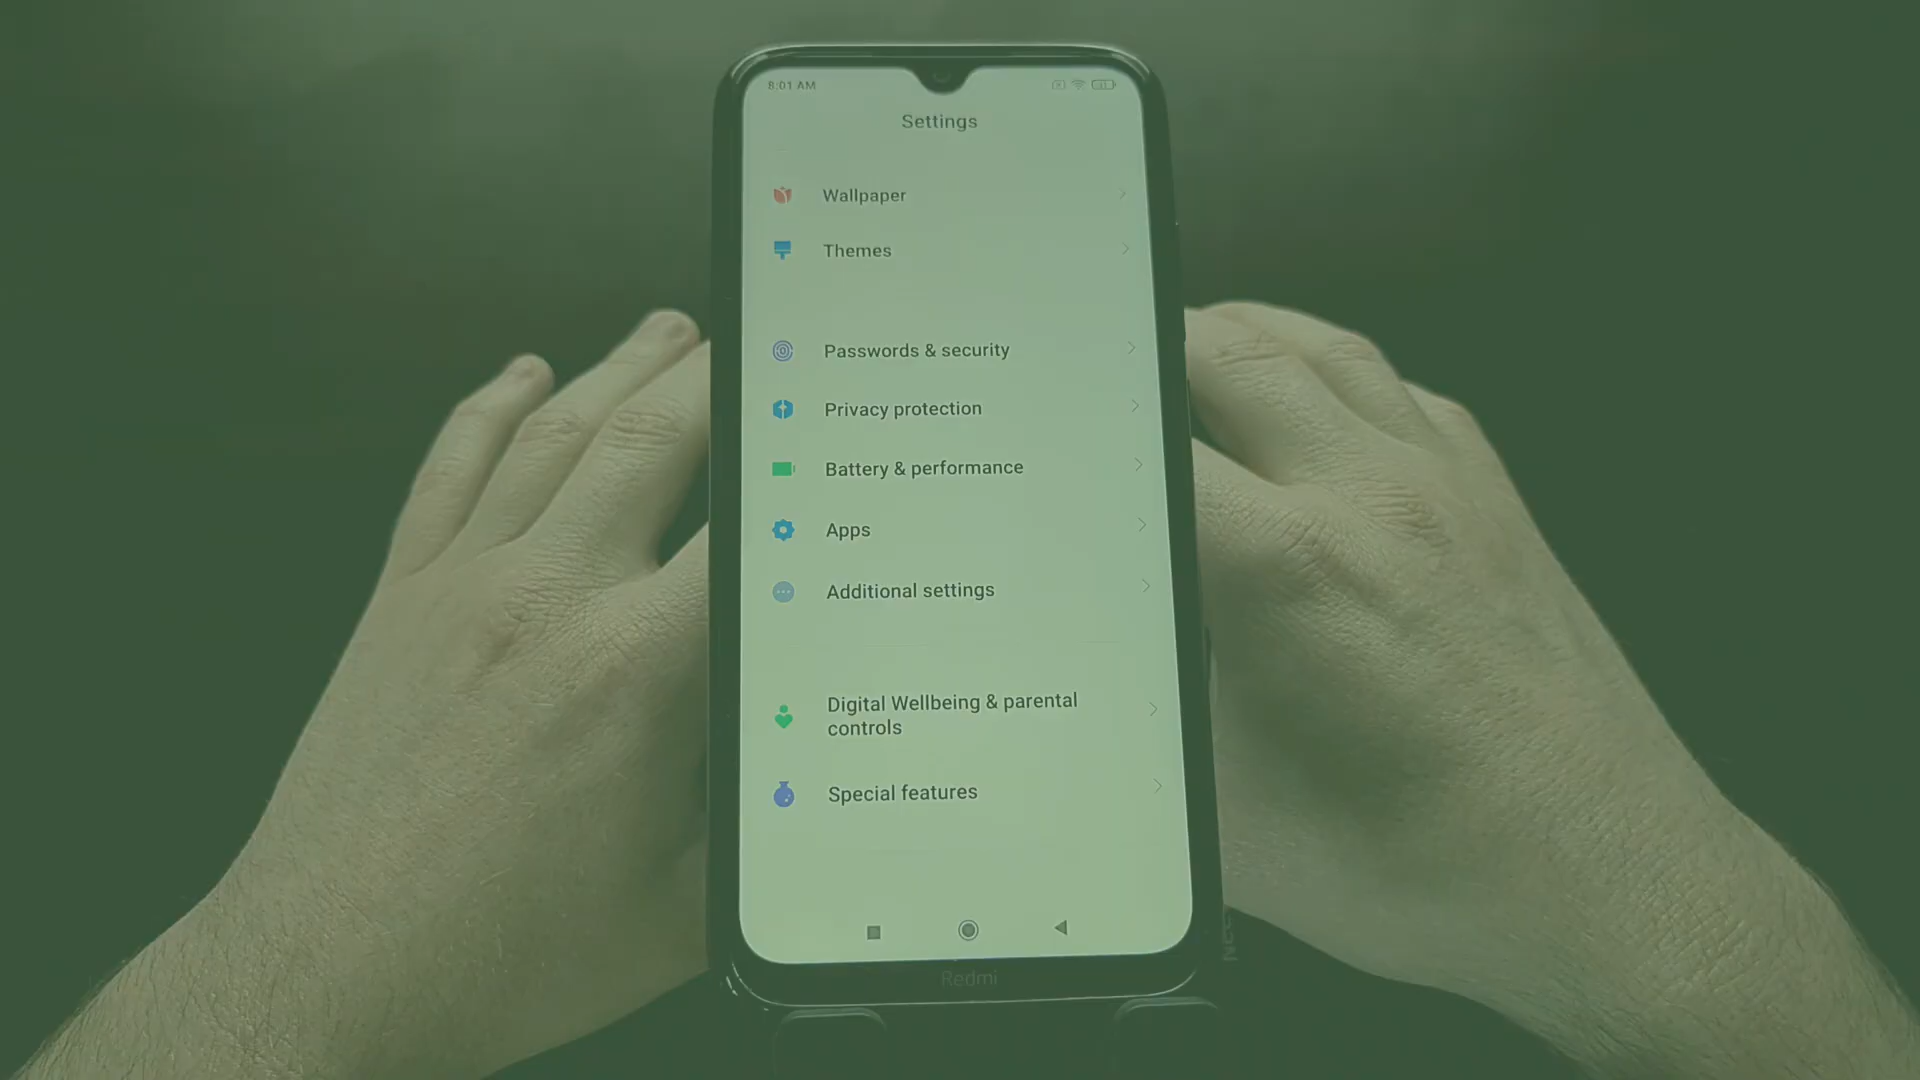 8:01 AM
Settings
Wallpaper
Themes
Passwords & security
Privacy protection
Battery & performance
Apps
Additional settings
Digital Wellbeing & parental
controls
Special features
Redmi